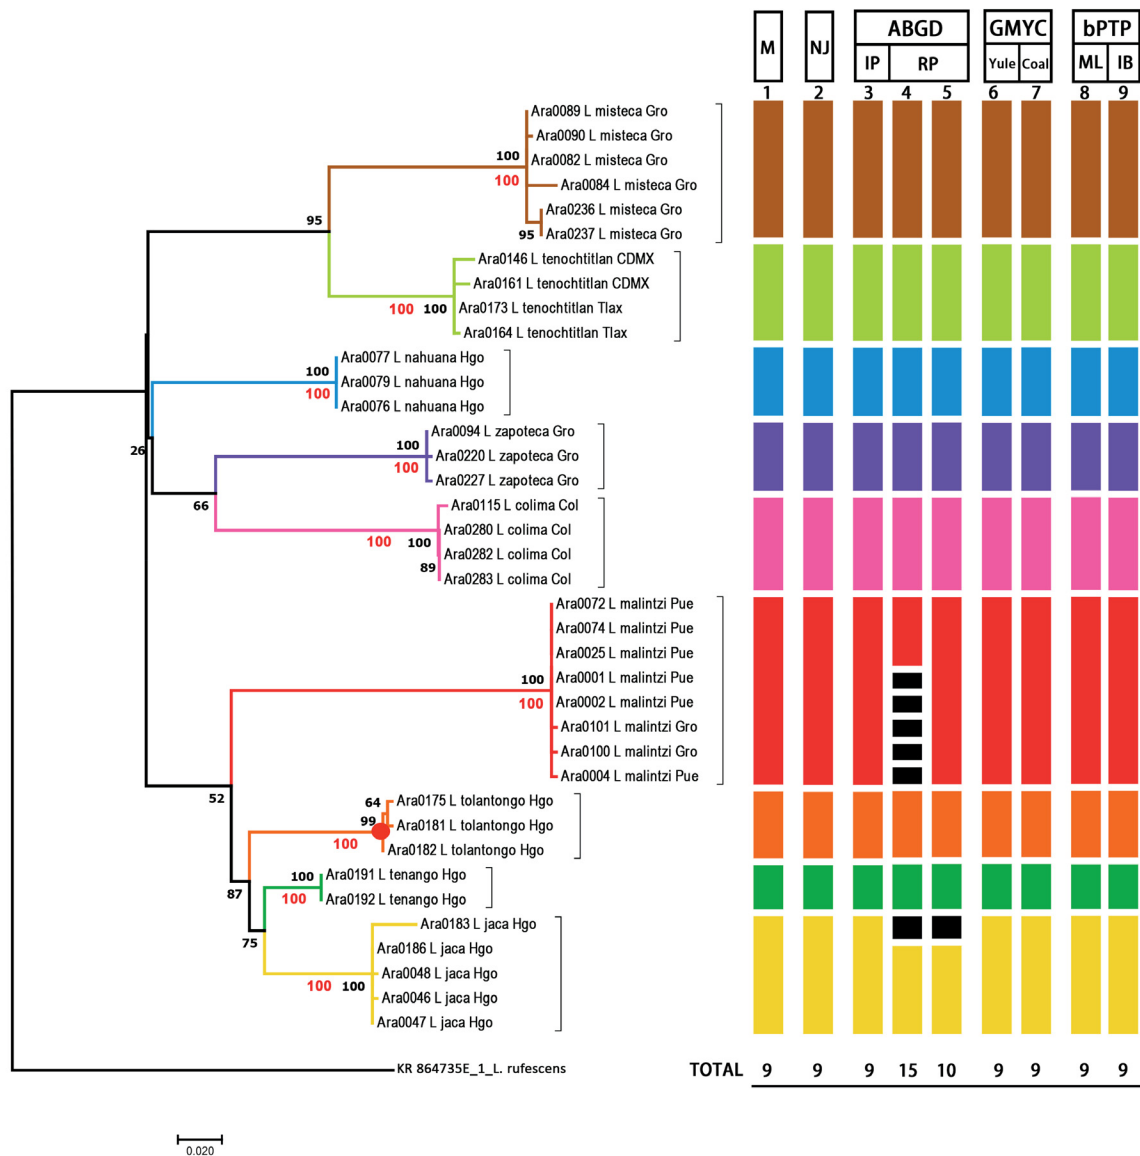 M NJ ABGD GMYC bPTP
IP RP Yule Coal ML IB
1 2 3 4 5 6 7 8 9
Ara0089 L misteca Gro
Ara0090 L misteca Gro
100 Ara0082 L misteca Gro
100 Ara0084 L misteca Gro
Ara0236 L misteca Gro
95
95 Ara0237 L misteca Gro
Ara0146 L tenochtitlan CDMX
Ara0161 L tenochtitlan CDMX
100 100 Ara0173 L tenochtitlan Tlax
Ara0164 L tenochtitlan Tlax
Ara0077 L nahuana Hgo
100
Ara0079 L nahuana Hgo
100
Ara0076 L nahuana Hgo
Ara0094 L zapoteca Gro
100
26 Ara0220 L zapoteca Gro
100
Ara0227 L zapoteca Gro
66 Ara0115 L colima Col
Ara0280 L colima Col
100 100
Ara0282 L colima Col
89
Ara0283 L colima Col
Ara0072 L malintzi Pue
Ara0074 L malintzi Pue
Ara0025 L malintzi Pue
100 Ara0001 L malintzi Pue
100 Ara0002 L malintzi Pue
Ara0101 L malintzi Gro
Ara0100 L malintzi Gro
Ara0004 L malintzi Pue
52
64 Ara0175 L tolantongo Hgo
99 Ara0181 L tolantongo Hgo
100 Ara0182 L tolantongo Hgo
100 Ara0191 L tenango Hgo
87
100 Ara0192 L tenango Hgo
Ara0183 L jaca Hgo
75
Ara0186 L jaca Hgo
Ara0048 L jaca Hgo
100 100
Ara0046 L jaca Hgo
Ara0047 L jaca Hgo
KR 864735E_1_L. rufescens
TOTAL 9 9 9 15 10 9 9 9 9
0.020